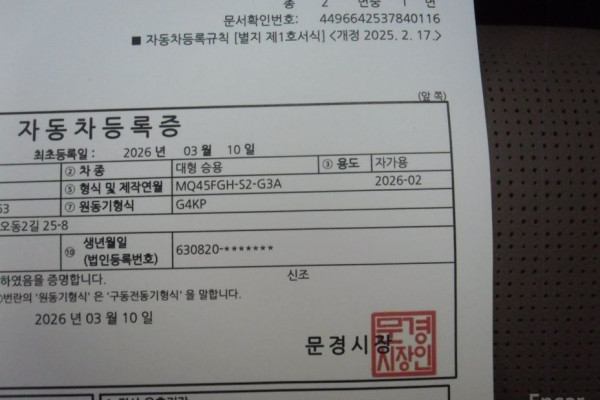 총 2 면중 1 면
문서확인번호: 4496642537840116
■ 자동차등록규칙 [별지 제1호서식] <개정 2025. 2. 17.>
(앞 쪽)
자동차등록증
최초등록일 : 2026 년 03 월 10 일
② 차 종 대형 승용 ③ 용도 자가용
⑤ 형식 및 제작연월 MQ45FGH-S2-G3A 2026-02
63 ⑦ 원동기형식 G4KP
오동2길 25-8
⑩ 생년월일 (법인등록번호) 630820-*******
하였음을 증명합니다. 신조
번란의 '원동기형식' 은 '구동전동기형식' 을 말합니다.
2026 년 03 월 10 일
문경시장
문경
시장인
Encar